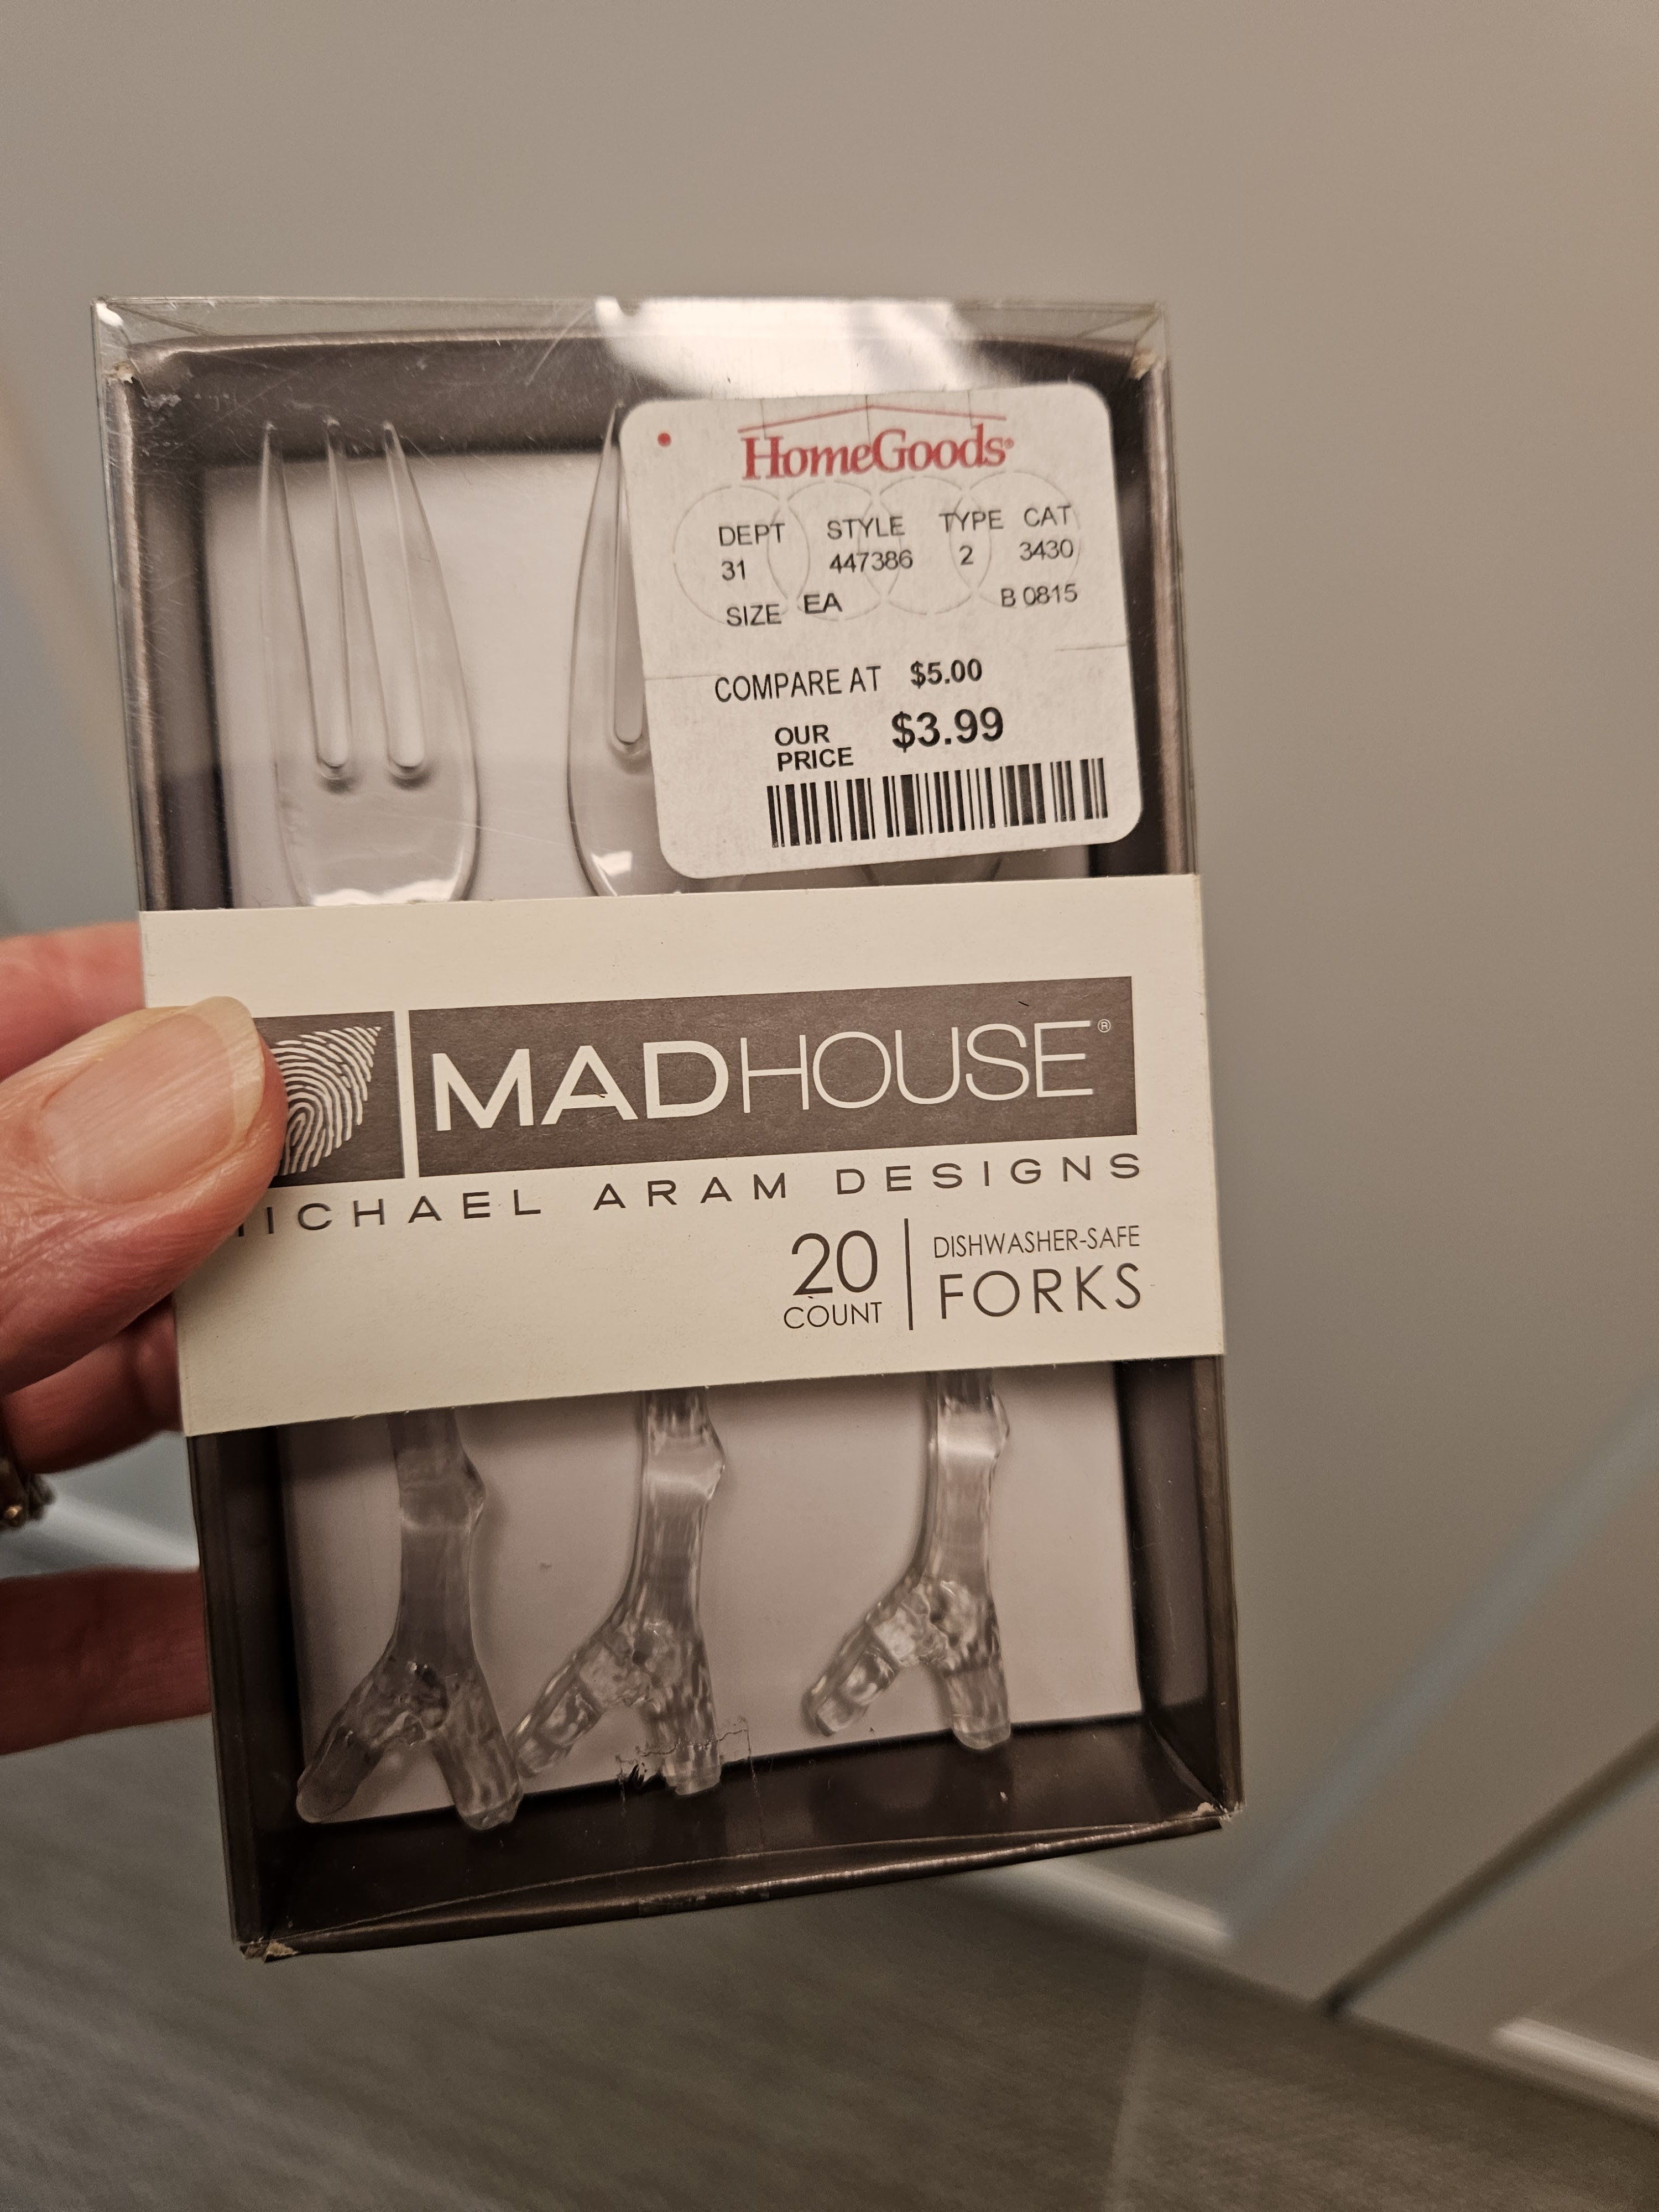 HomeGoods®
DEPT STYLE TYPE CAT
31 447386 2 3430
SIZE EA B 0815
COMPARE AT $5.00
OUR PRICE $3.99
MADHOUSE®
MICHAEL ARAM DESIGNS
20 COUNT
DISHWASHER-SAFE
FORKS